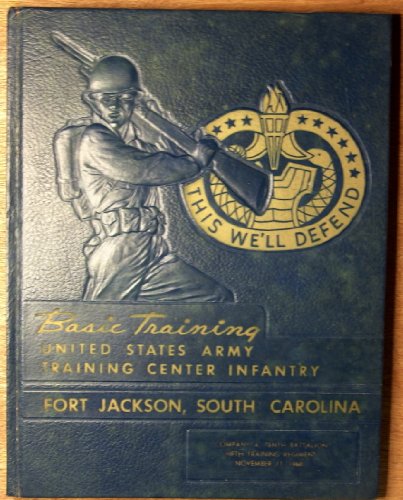 THIS WE'LL DEFEND
Basic Training
UNITED STATES ARMY
TRAINING CENTER INFANTRY
FORT JACKSON, SOUTH CAROLINA
COMPANY A, TENTH BATTALION
FIFTH TRAINING REGIMENT
NOVEMBER